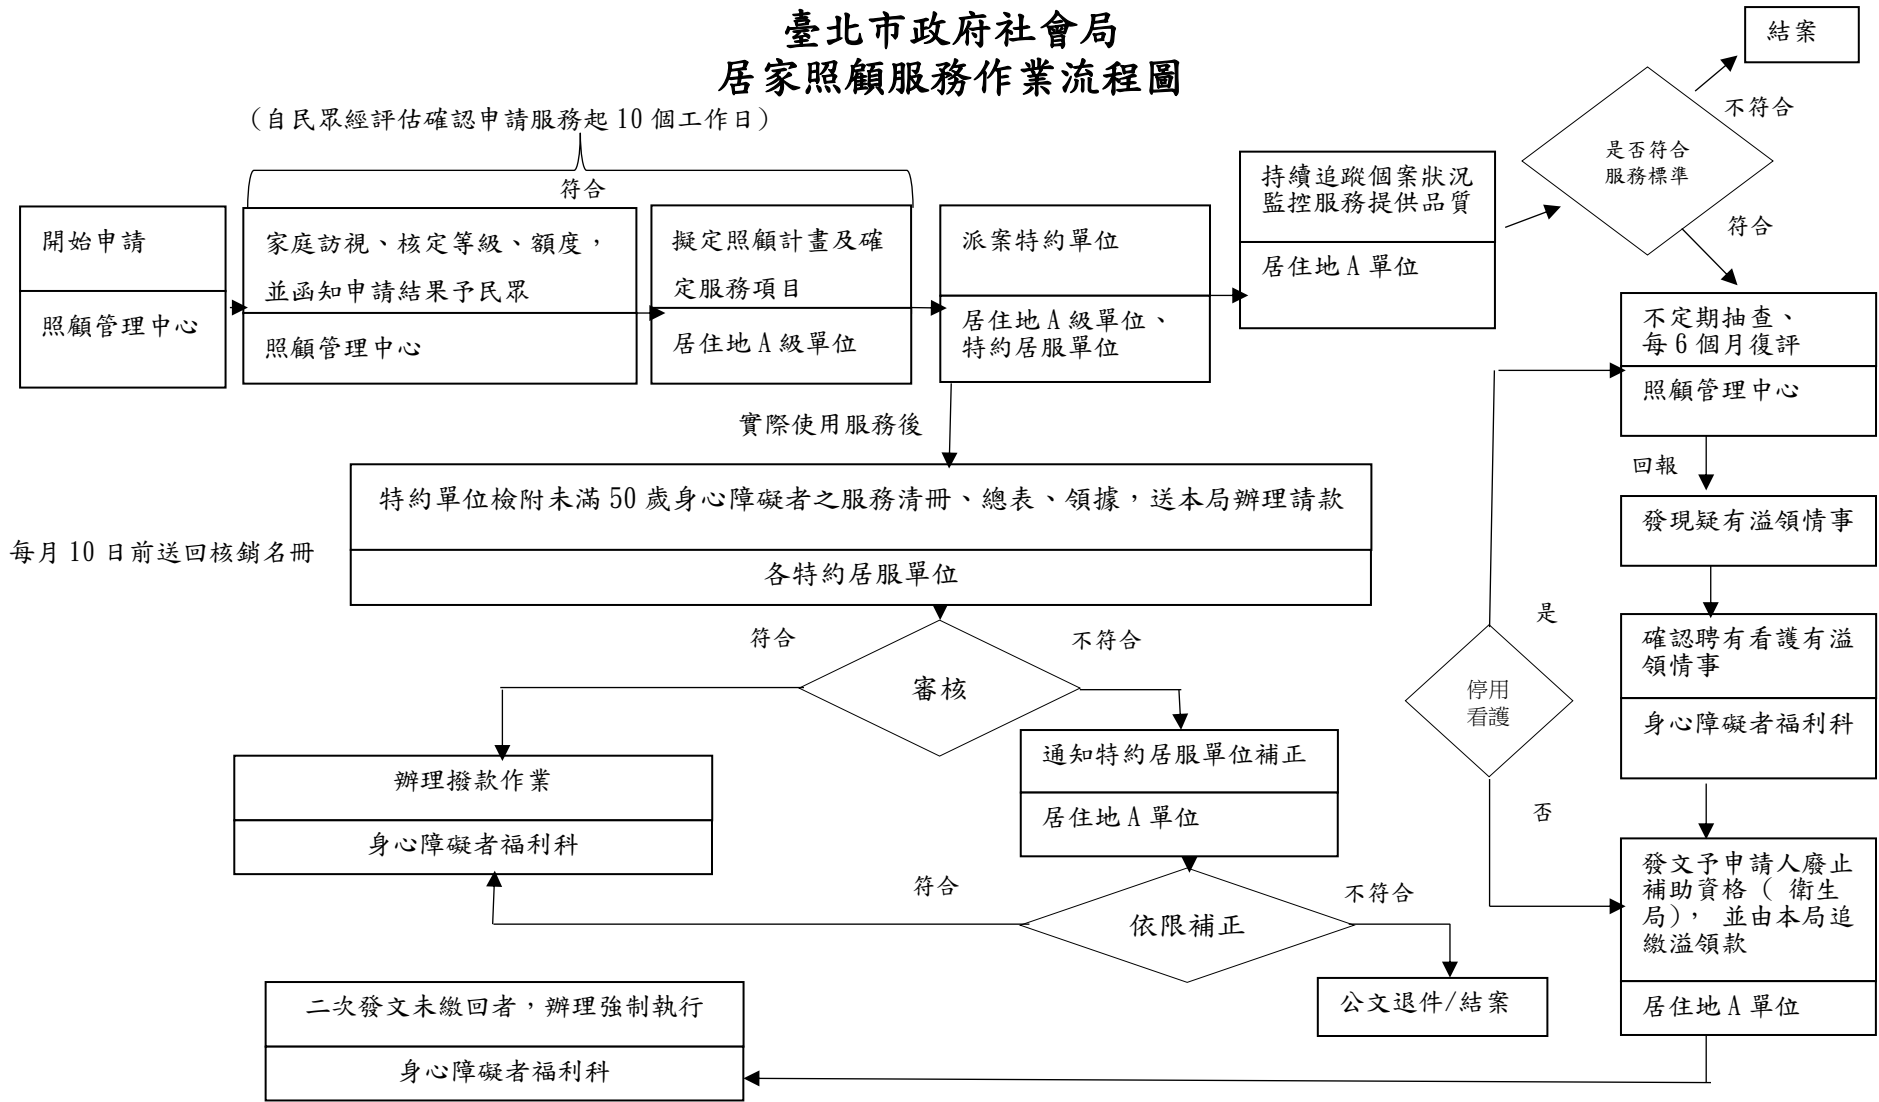 臺北市政府社會局
居家照顧服務作業流程圖
(自民眾經評估確認申請服務起 10 個工作日)
符合
開始申請
照顧管理中心
家庭訪視、核定等級、額度，
並函知申請結果予民眾
照顧管理中心
擬定照顧計畫及確
定服務項目
居住地 A 級單位
派案特約單位
居住地 A 級單位、
特約居服單位
持續追蹤個案狀況
監控服務提供品質
居住地 A 單位
是否符合
服務標準
不符合
結案
符合
不定期抽查、
每 6 個月復評
照顧管理中心
回報
發現疑有溢領情事
確認聘有看護有溢
領情事
身心障礙者福利科
是
停用
看護
否
發文予申請人廢止
補助資格 ( 衛生
局)， 並由本局追
繳溢領款
居住地 A 單位
實際使用服務後
特約單位檢附未滿 50 歲身心障礙者之服務清冊、總表、領據，送本局辦理請款
各特約居服單位
每月 10 日前送回核銷名冊
符合
不符合
審核
辦理撥款作業
身心障礙者福利科
通知特約居服單位補正
居住地 A 單位
符合
不符合
依限補正
公文退件/結案
二次發文未繳回者，辦理強制執行
身心障礙者福利科